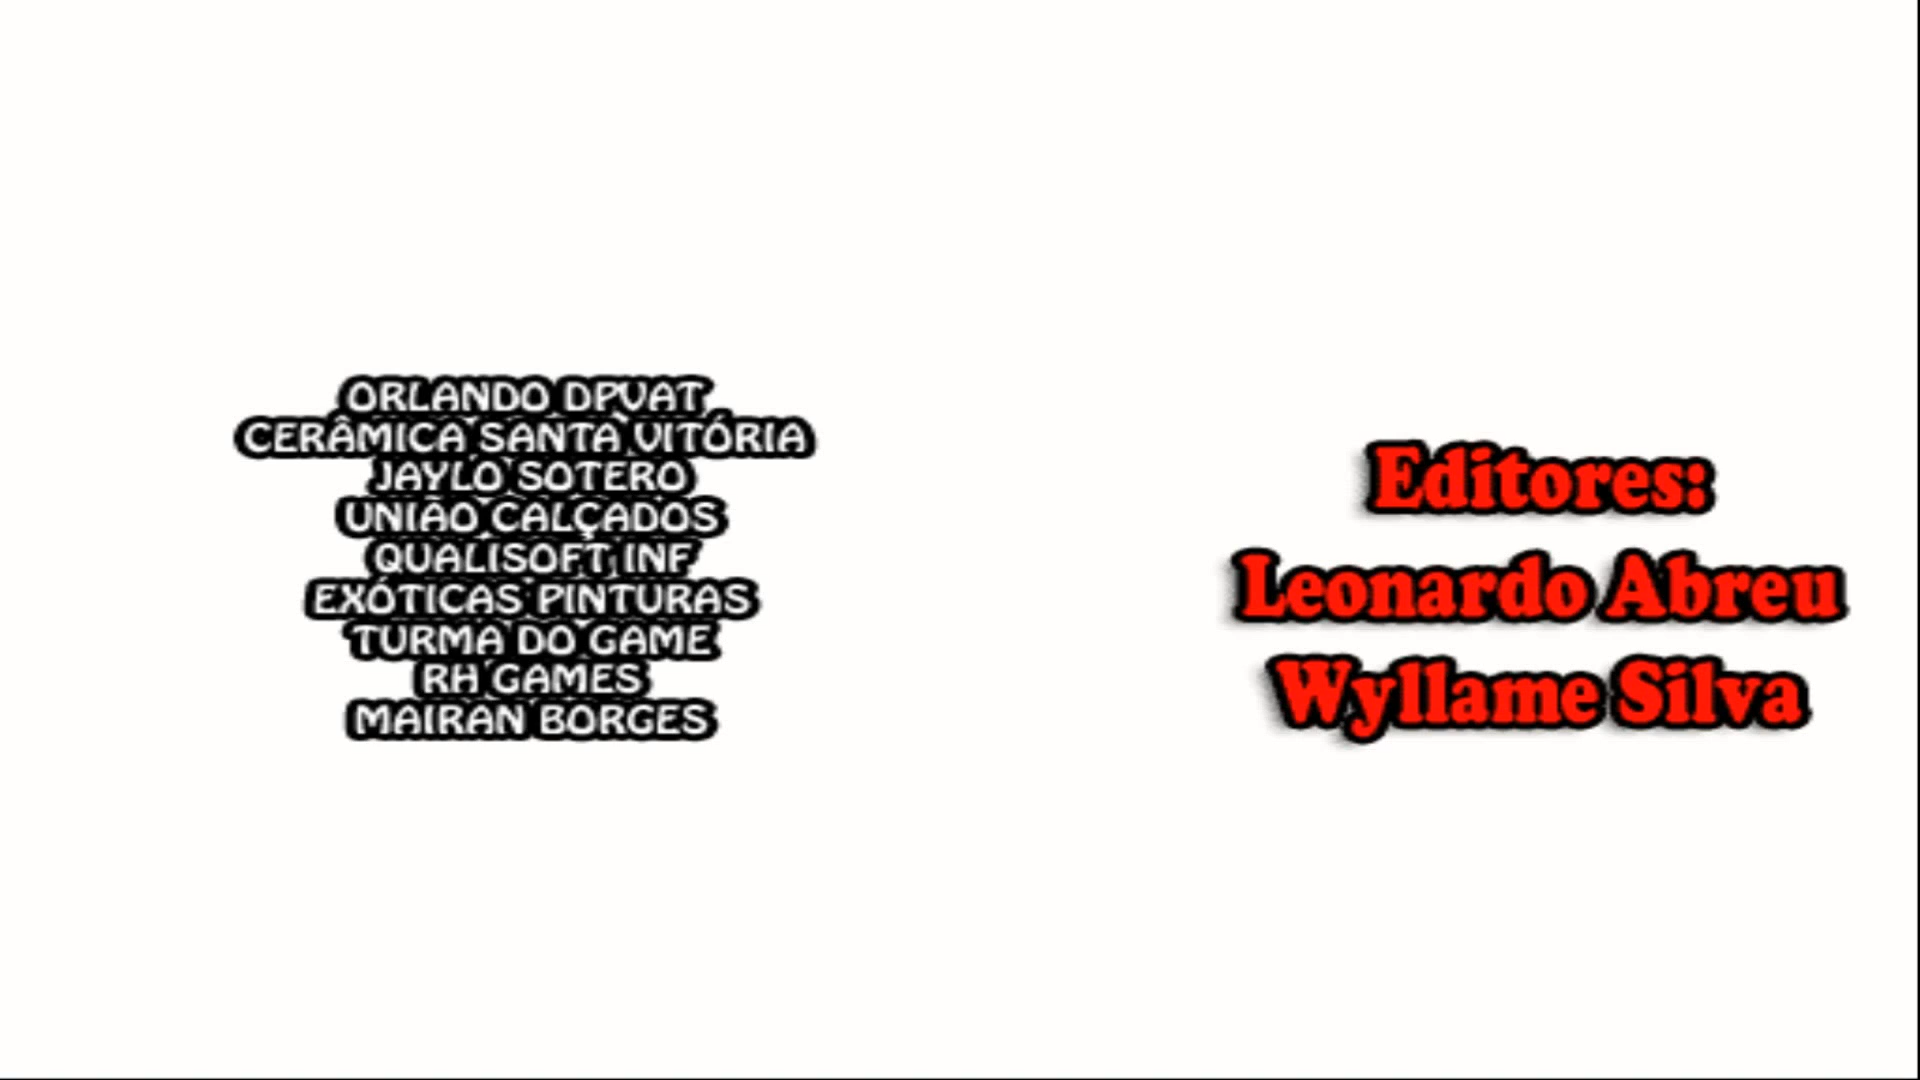 ORLANDO DPVAT
CERÂMICA SANTA VITÓRIA
JAYLO SOTERO
UNIÃO CALÇADOS
QUALISOFT INF
EXÓTICAS PINTURAS
TURMA DO GAME
RH GAMES
MAIRAN BORGES
Editores:
Leonardo Abreu
Wyllame Silva